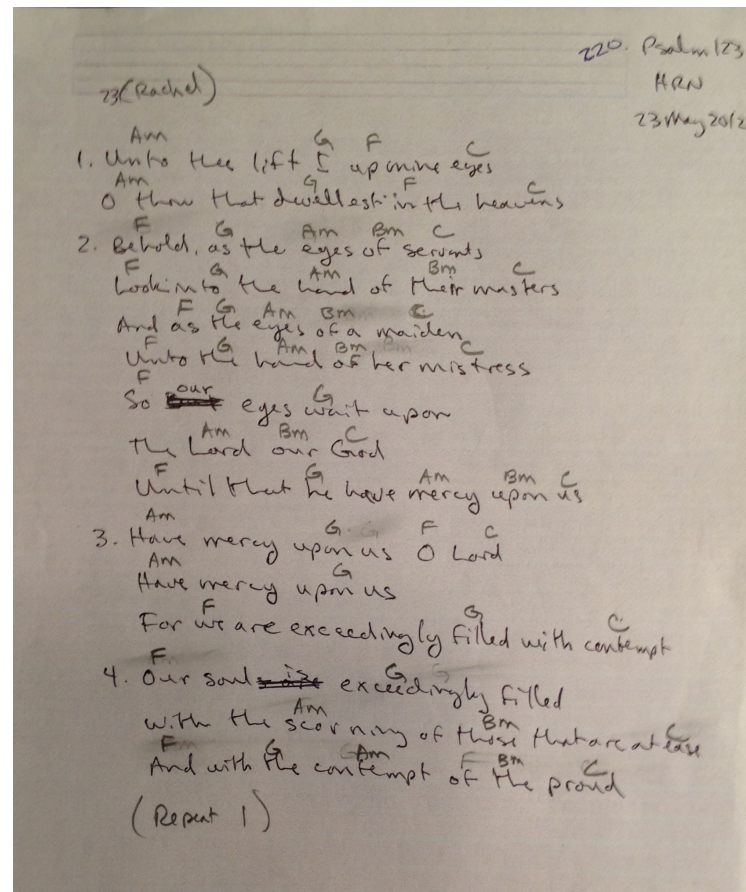 220. Psalm 123
23 (Rachel)
HRN
23 May 2012
Am G F C
1. Unto thee lift I up mine eyes
Am G F C
O thou that dwellest in the heavens
F G Am Bm C
2. Behold, as the eyes of servants
F G Am Bm C
Look into the hand of their masters
F G Am Bm C
And as the eyes of a maiden
F G Am Bm C
Unto the hand of her mistress
F G
So our eyes wait upon
Am Bm C
The Lord our God
F G Am Bm C
Until that he have mercy upon us
Am G F C
3. Have mercy upon us O Lord
Am G
Have mercy upon us
F G C
For we are exceedingly filled with contempt
F G
4. Our soul is exceedingly filled
Am Bm C
with the scorning of those that are at ease
F G Am Bm C
And with the contempt of the proud
(Repeat 1)